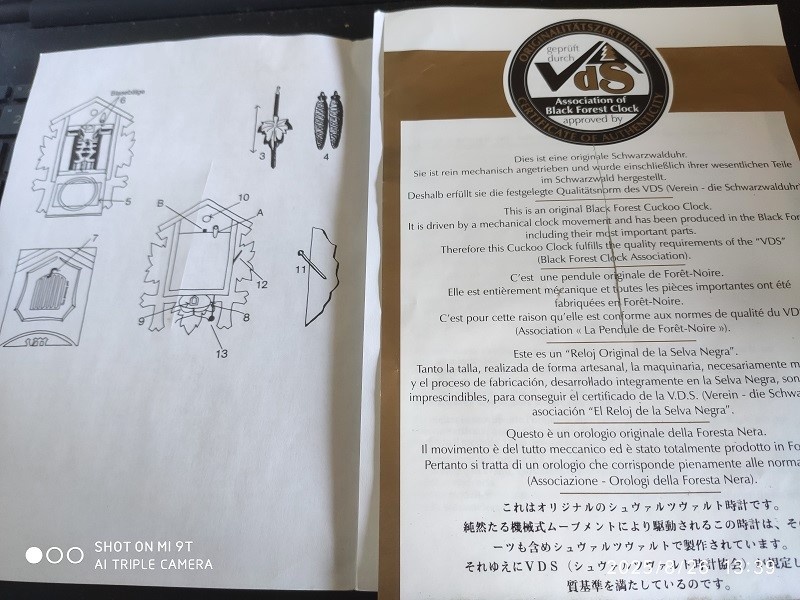 6
3
4
5
7
B
10
A
11
12
9
8
13
ORIGINALITÄTSZERTIFIKAT
geprüft
durch
VdS
Association of
Black Forest Clock
approved by
CERTIFICATE OF AUTHENTICITY
Dies ist eine originale Schwarzwalduhr.
Sie ist rein mechanisch angetrieben und wurde einschließlich ihrer wesentlichen Teile
im Schwarzwald hergestellt.
Deshalb erfüllt sie die festgelegte Qualitätsnorm des VDS (Verein - die Schwarzwalduhr
This is an original Black Forest Cuckoo Clock.
It is driven by a mechanical clock movement and has been produced in the Black For
including their most important parts.
Therefore this Cuckoo Clock fulfills the quality requirements of the "VDS"
(Black Forest Clock Association).
C'est une pendule originale de Forêt-Noire.
Elle est entièrement mécanique et toutes les pièces importantes ont été
fabriquées en Forêt-Noire.
C'est pour cette raison qu'elle est conforme aux normes de qualité du VD
(Association « La Pendule de Forêt-Noire »).
Este es un "Reloj Original de la Selva Negra".
Tanto la talla, realizada de forma artesanal, la maquinaria, necesariamente m
y el proceso de fabricación, desarrollado integramente en la Selva Negra, son
imprescindibles, para conseguir el certificado de la V.D.S. (Verein - die Schwa
asociación "El Reloj de la Selva Negra".
Questo è un orologio originale della Foresta Nera.
Il movimento è del tutto meccanico ed è stato totalmente prodotto in Fo
Pertanto si tratta di un orologio che corrisponde pienamente alle norma
(Associazione - Orologi della Foresta Nera).
これはオリジナルのシュヴァルツヴァルト時計です。
純然たる機械式ムーブメントにより駆動されるこの時計は、そ
ーツも含めシュヴァルツヴァルトで製作されています。
それゆえにVDS（シュヴァルツヴァルト時計協会）が規定し
質基準を満たしているのです。
SHOT ON MI 9T
AI TRIPLE CAMERA